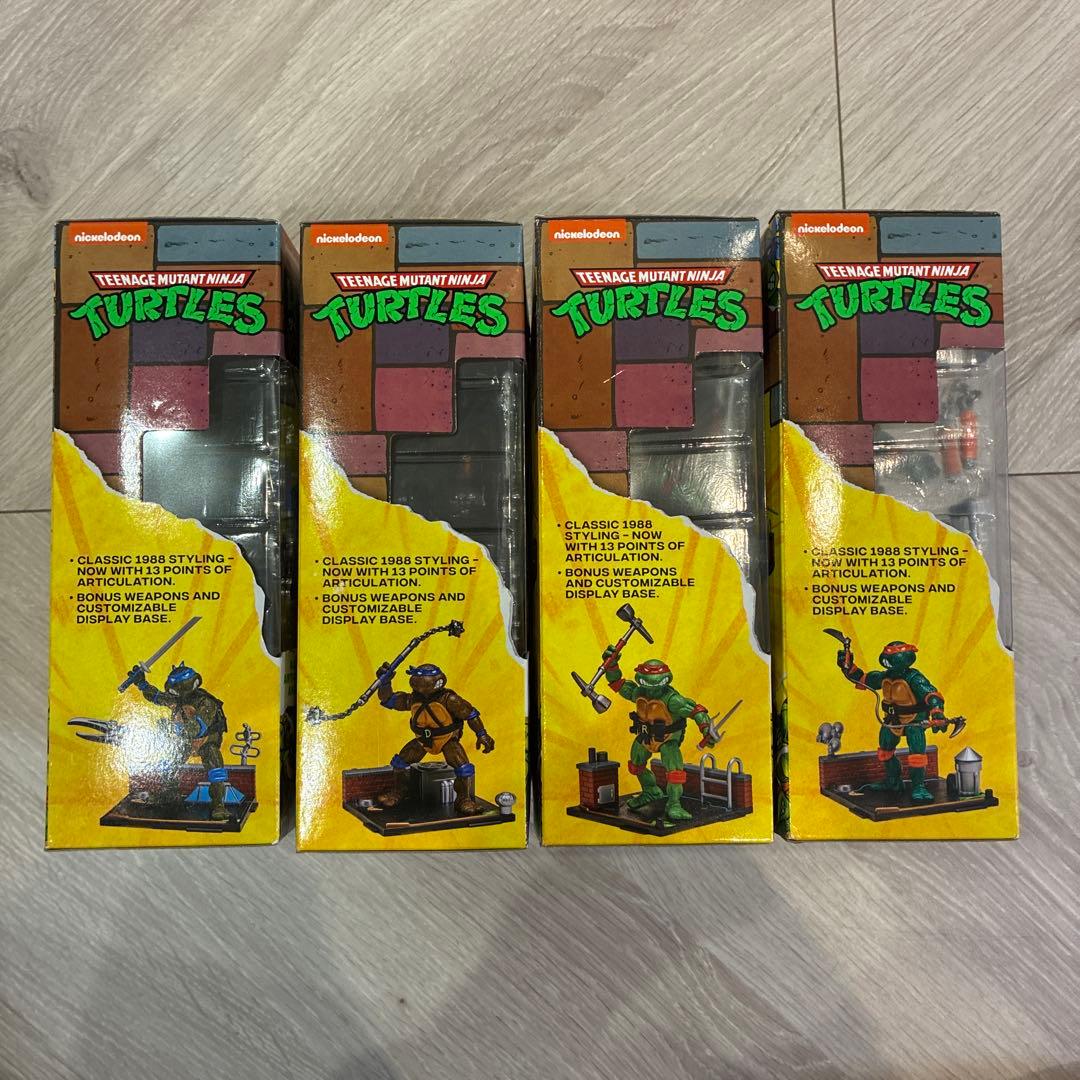 nickelodeon
TEENAGE MUTANT NINJA
TURTLES
• CLASSIC 1988 STYLING –
NOW WITH 13 POINTS OF
ARTICULATION.
• BONUS WEAPONS AND
CUSTOMIZABLE
DISPLAY BASE.
nickelodeon
TEENAGE MUTANT NINJA
TURTLES
• CLASSIC 1988 STYLING –
NOW WITH 13 POINTS OF
ARTICULATION.
• BONUS WEAPONS AND
CUSTOMIZABLE
DISPLAY BASE.
D
nickelodeon
TEENAGE MUTANT NINJA
TURTLES
• CLASSIC 1988
STYLING – NOW
WITH 13 POINTS OF
ARTICULATION.
• BONUS WEAPONS
AND CUSTOMIZABLE
DISPLAY BASE.
R
nickelodeon
TEENAGE MUTANT NINJA
TURTLES
• CLASSIC 1988 STYLING –
NOW WITH 13 POINTS OF
ARTICULATION.
• BONUS WEAPONS AND
CUSTOMIZABLE
DISPLAY BASE.